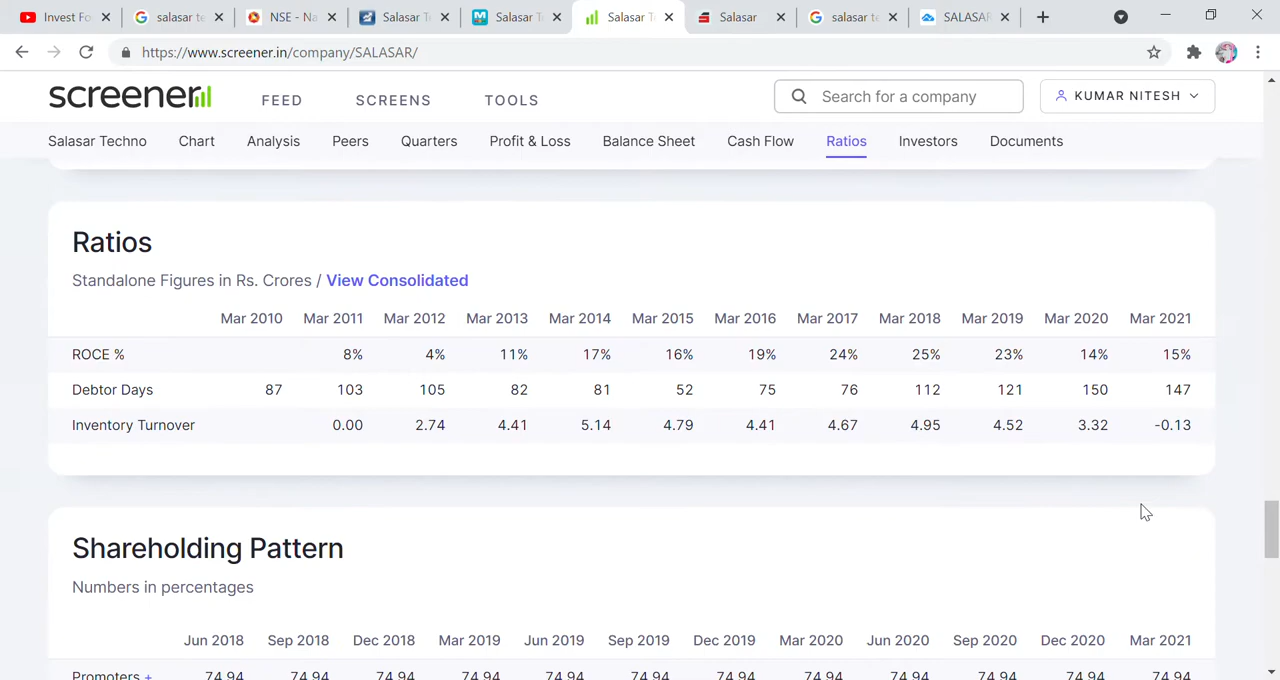 Invest Fo
salasar te
NSE - Na
Salasar T
Salasar T
Salasar T
Salasar
salasar te
SALASAR
https://www.screener.in/company/SALASAR/
screener
FEED
SCREENS
TOOLS
Search for a company
KUMAR NITESH
Salasar Techno Chart Analysis Peers Quarters Profit & Loss Balance Sheet Cash Flow Ratios Investors Documents
Ratios
Standalone Figures in Rs. Crores / View Consolidated
Mar 2010 Mar 2011 Mar 2012 Mar 2013 Mar 2014 Mar 2015 Mar 2016 Mar 2017 Mar 2018 Mar 2019 Mar 2020 Mar 2021
ROCE % 8% 4% 11% 17% 16% 19% 24% 25% 23% 14% 15%
Debtor Days 87 103 105 82 81 52 75 76 112 121 150 147
Inventory Turnover 0.00 2.74 4.41 5.14 4.79 4.41 4.67 4.95 4.52 3.32 -0.13
Shareholding Pattern
Numbers in percentages
Jun 2018 Sep 2018 Dec 2018 Mar 2019 Jun 2019 Sep 2019 Dec 2019 Mar 2020 Jun 2020 Sep 2020 Dec 2020 Mar 2021
Promoters + 74.94 74.94 74.94 74.94 74.94 74.94 74.94 74.94 74.94 74.94 74.94 74.94